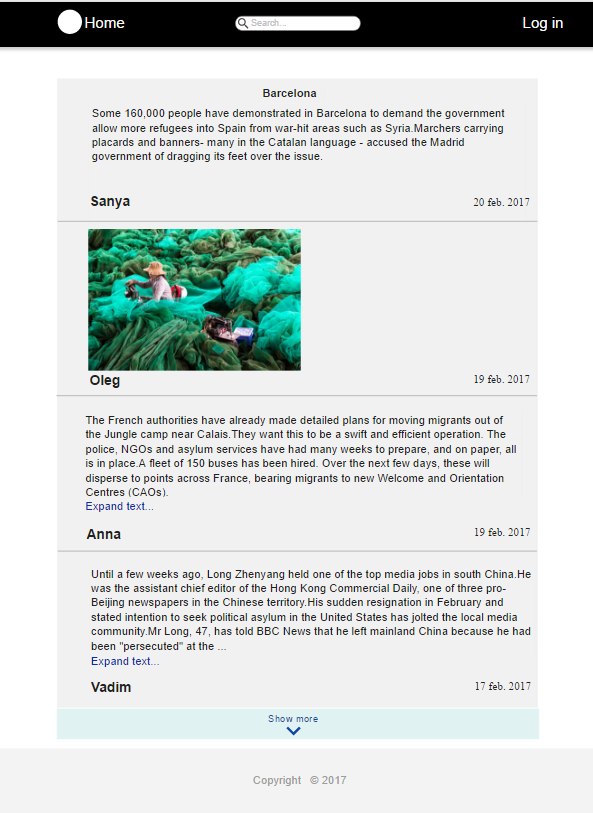 Home
Search...
Log in
Barcelona
Some 160,000 people have demonstrated in Barcelona to demand the government
allow more refugees into Spain from war-hit areas such as Syria.Marchers carrying
placards and banners- many in the Catalan language - accused the Madrid
government of dragging its feet over the issue.
Sanya
20 feb. 2017
Oleg
19 feb. 2017
The French authorities have already made detailed plans for moving migrants out of
the Jungle camp near Calais.They want this to be a swift and efficient operation. The
police, NGOs and asylum services have had many weeks to prepare, and on paper, all
is in place.A fleet of 150 buses has been hired. Over the next few days, these will
disperse to points across France, bearing migrants to new Welcome and Orientation
Centres (CAOs).
Expand text...
Anna
19 feb. 2017
Until a few weeks ago, Long Zhenyang held one of the top media jobs in south China.He
was the assistant chief editor of the Hong Kong Commercial Daily, one of three pro-
Beijing newspapers in the Chinese territory.His sudden resignation in February and
stated intention to seek political asylum in the United States has jolted the local media
community.Mr Long, 47, has told BBC News that he left mainland China because he had
been "persecuted" at the ...
Expand text...
Vadim
17 feb. 2017
Show more
Copyright © 2017